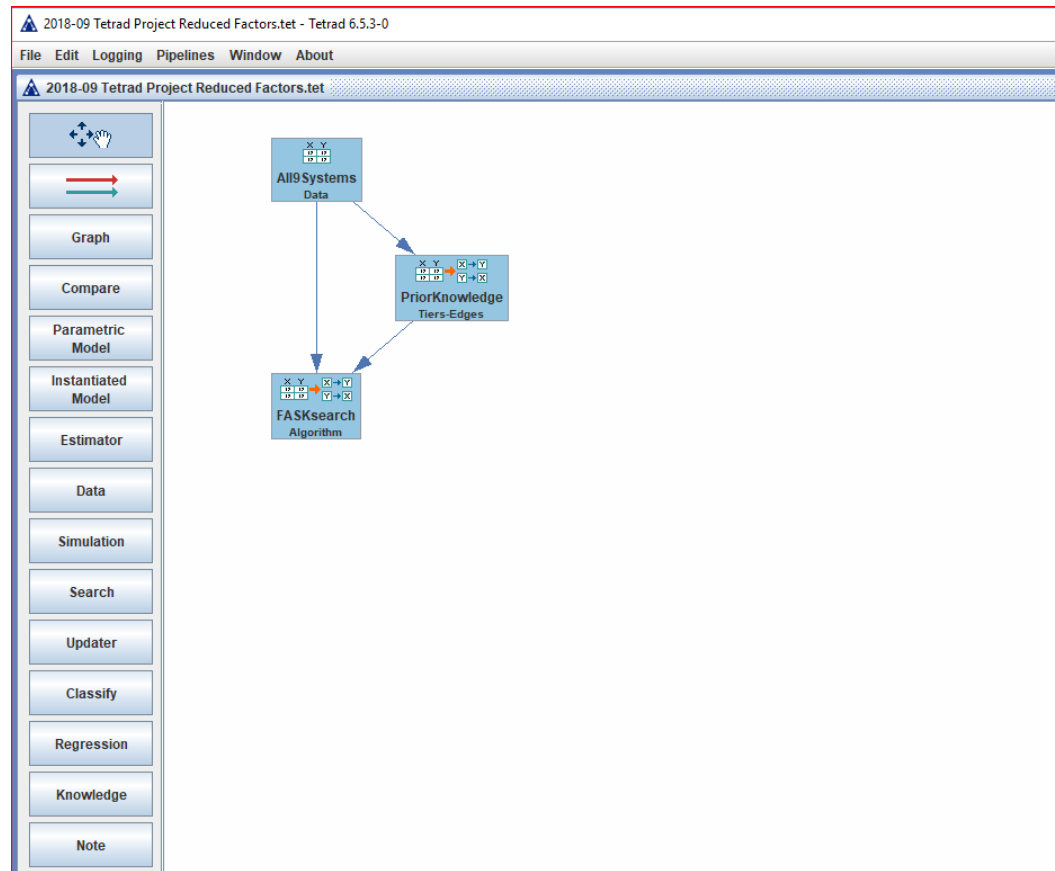 2018-09 Tetrad Project Reduced Factors.tet - Tetrad 6.5.3-0
File Edit Logging Pipelines Window About
2018-09 Tetrad Project Reduced Factors.tet
Graph
Compare
Parametric
Model
Instantiated
Model
Estimator
Data
Simulation
Search
Updater
Classify
Regression
Knowledge
Note
X Y
All9Systems
Data
X Y X Y
Y X
PriorKnowledge
Tiers-Edges
X Y X Y
Y X
FASKsearch
Algorithm